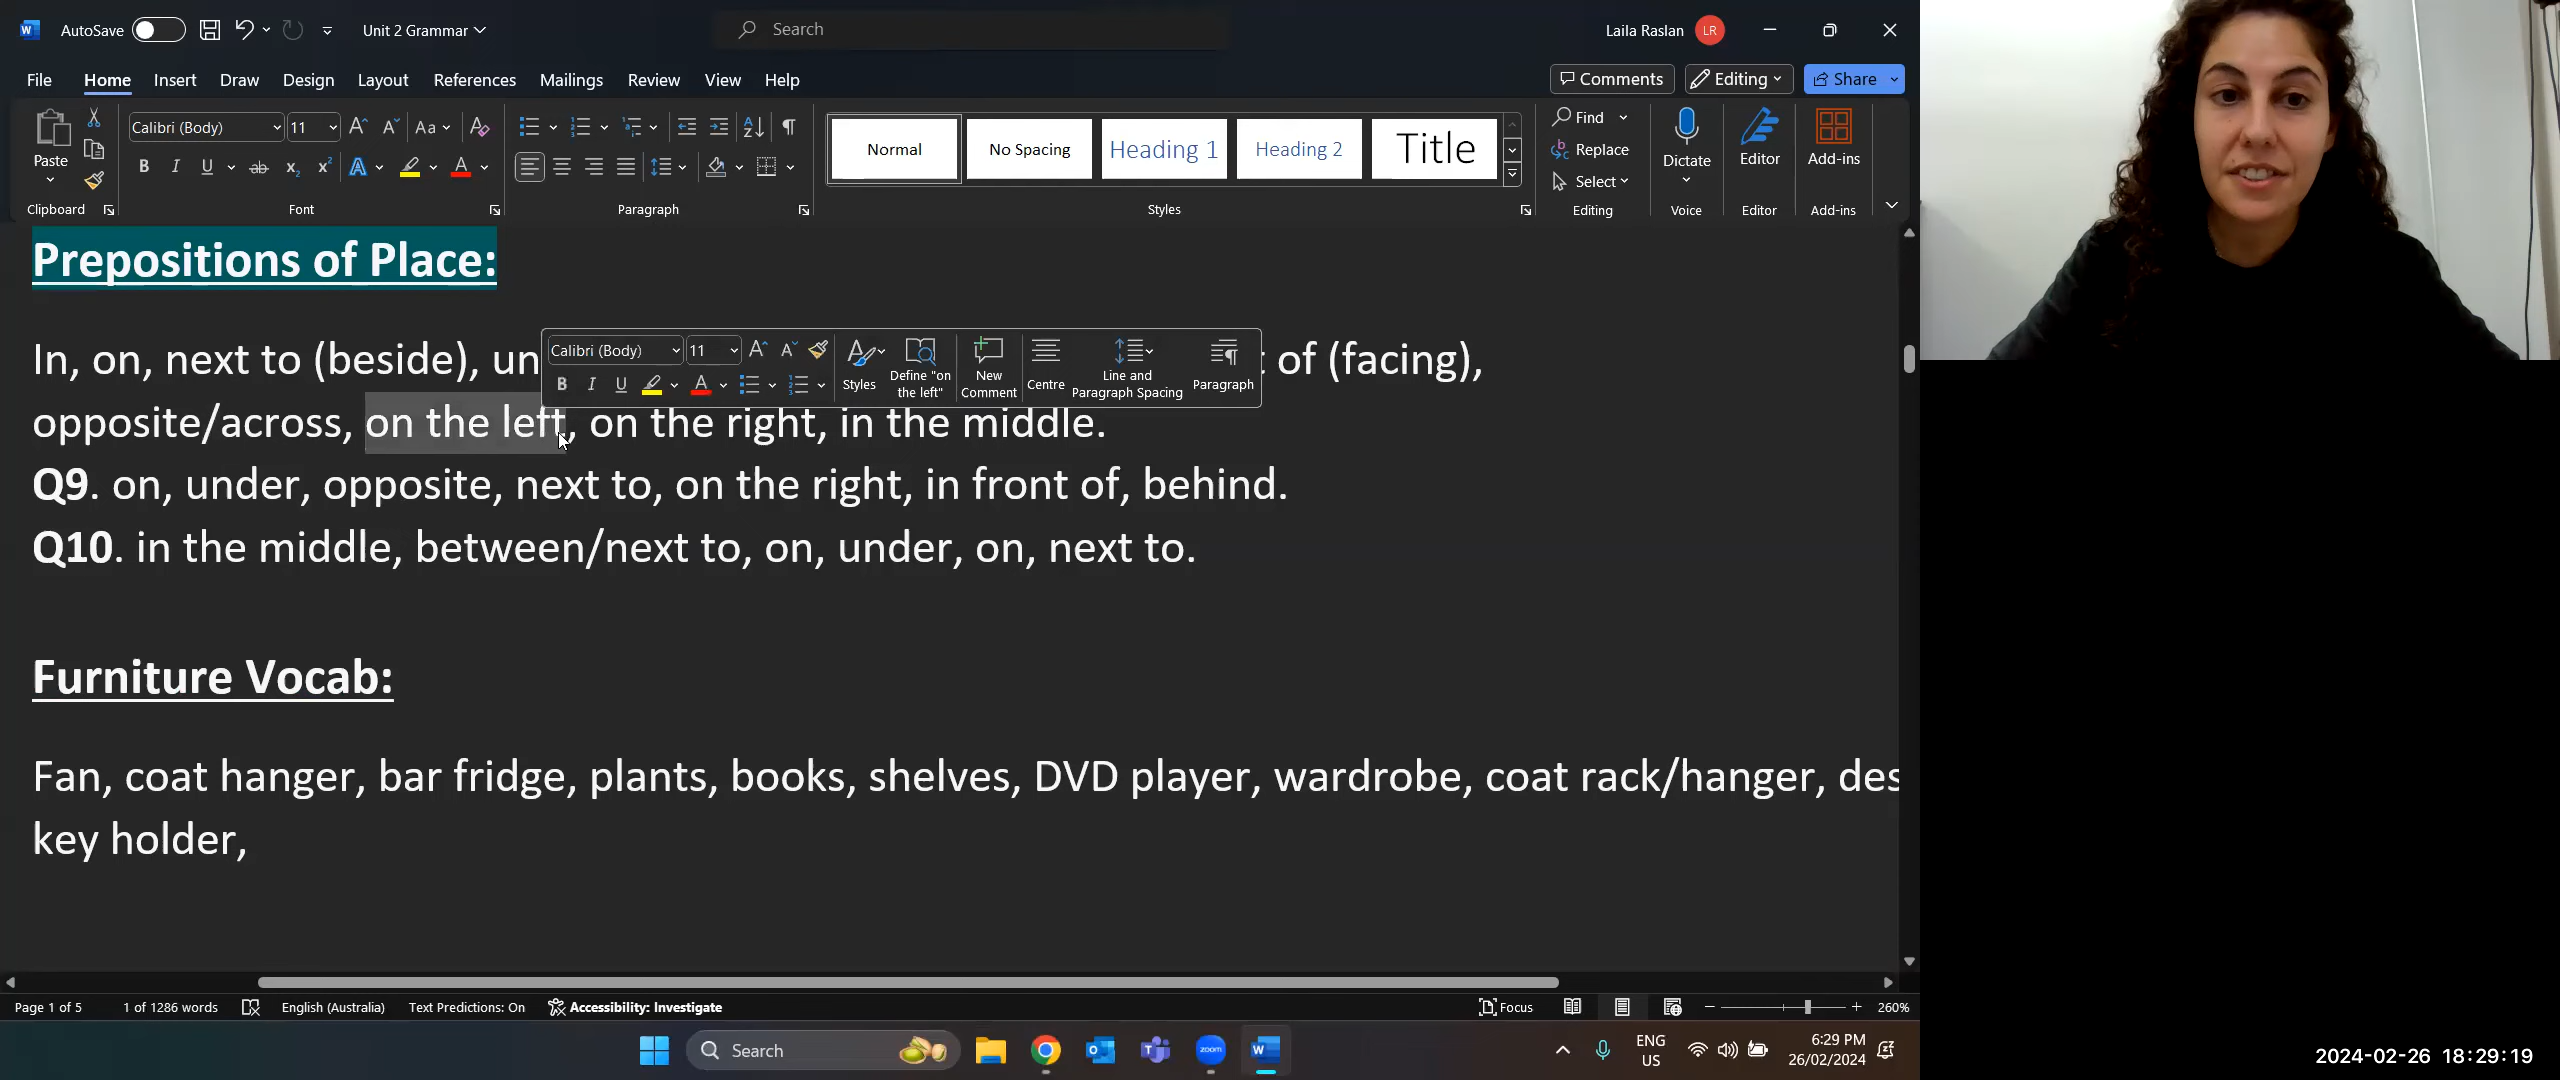 AutoSave
Unit 2 Grammar
Search
Laila Raslan
LR
File Home Insert Draw Design Layout References Mailings Review View Help
Comments
Editing
Share
Paste
Clipboard
Calibri (Body) 11
Font
Paragraph
Normal
No Spacing
Heading 1
Heading 2
Title
Styles
Find
Replace
Select
Editing
Dictate
Voice
Editor
Editor
Add-ins
Add-ins
Prepositions of Place:
In, on, next to (beside), un
of (facing),
Calibri (Body) 11
Styles
Define "on the left"
New Comment
Centre
Line and Paragraph Spacing
Paragraph
opposite/across, on the left, on the right, in the middle.
Q9. on, under, opposite, next to, on the right, in front of, behind.
Q10. in the middle, between/next to, on, under, on, next to.
Furniture Vocab:
Fan, coat hanger, bar fridge, plants, books, shelves, DVD player, wardrobe, coat rack/hanger, des
key holder,
Page 1 of 5 1 of 1286 words English (Australia) Text Predictions: On Accessibility: Investigate
Focus
260%
Search
zoom
ENG
US
6:29 PM
26/02/2024
2024-02-26 18:29:19